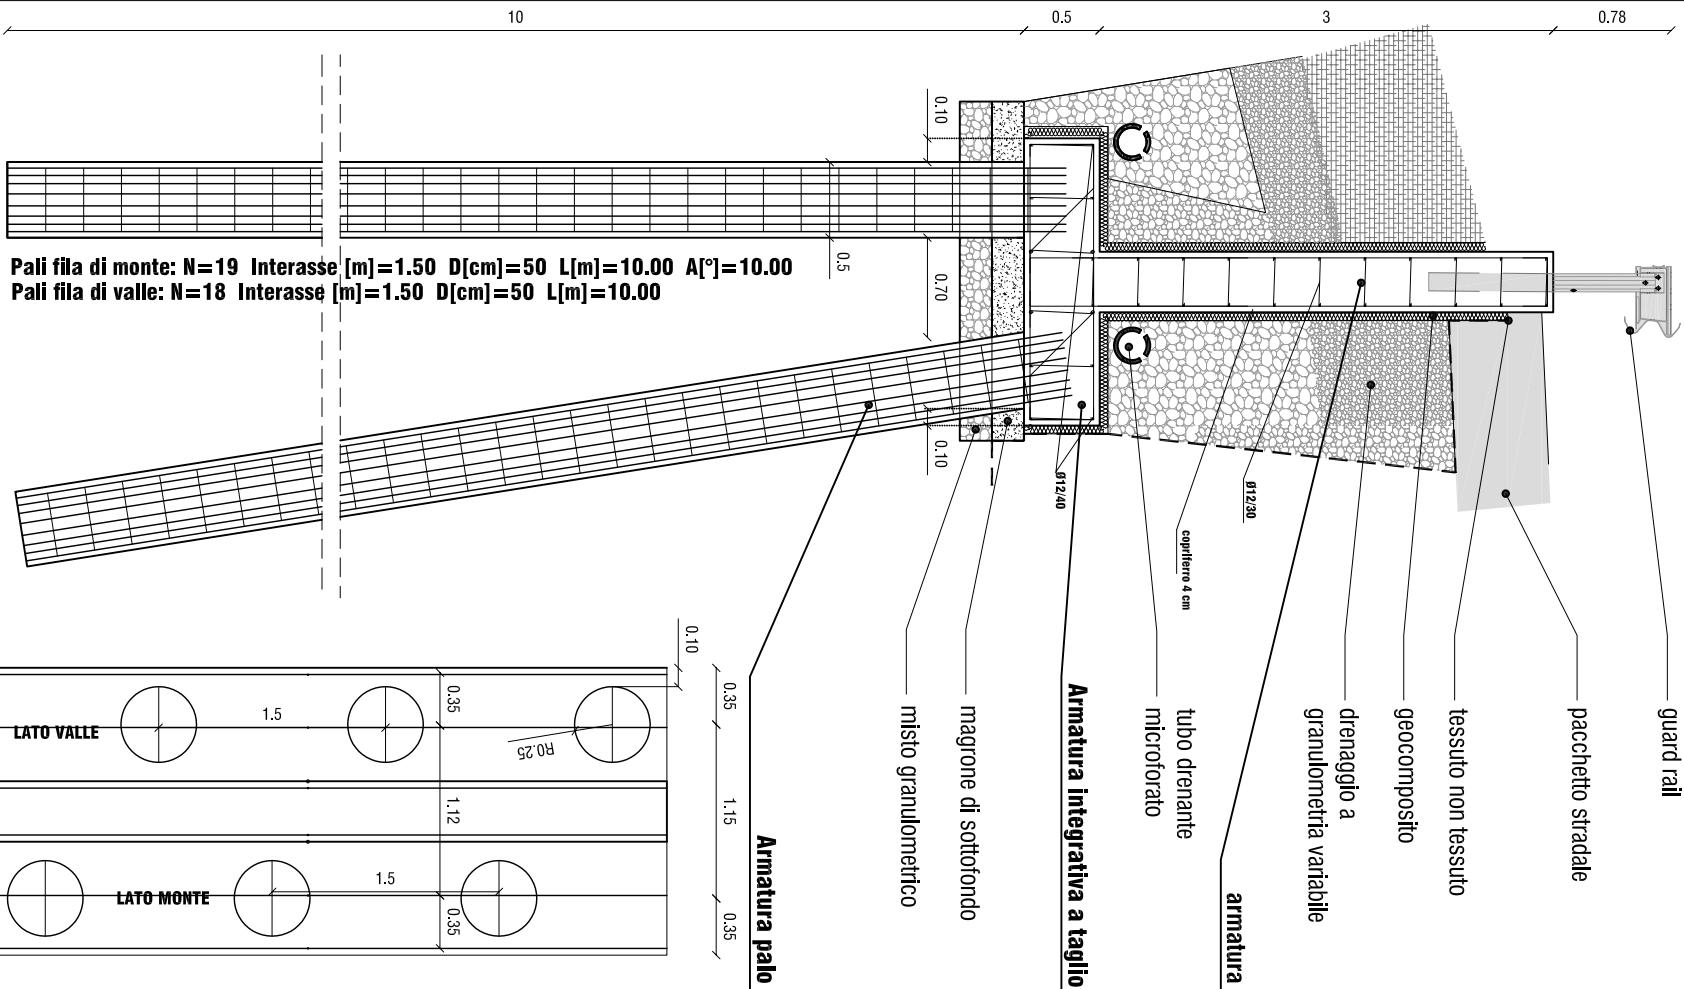 10
0.5
3
0.78
0.10
0.5
0.70
0.10
Pali fila di monte: N=19 Interasse [m]=1.50 D[cm]=50 L[m]=10.00 A[°]=10.00
Pali fila di valle: N=18 Interasse [m]=1.50 D[cm]=50 L[m]=10.00
Ø12/40
Ø12/30
copriferro 4 cm
guard rail
pacchetto stradale
tessuto non tessuto
geocomposito
drenaggio a
granulometria variabile
armatura
tubo drenante
microforato
Armatura integrativa a taglio
magrone di sottofondo
misto granulometrico
Armatura palo
0.10
0.35
1.15
0.35
0.35
1.12
0.35
1.5
R0.25
LATO VALLE
1.5
LATO MONTE